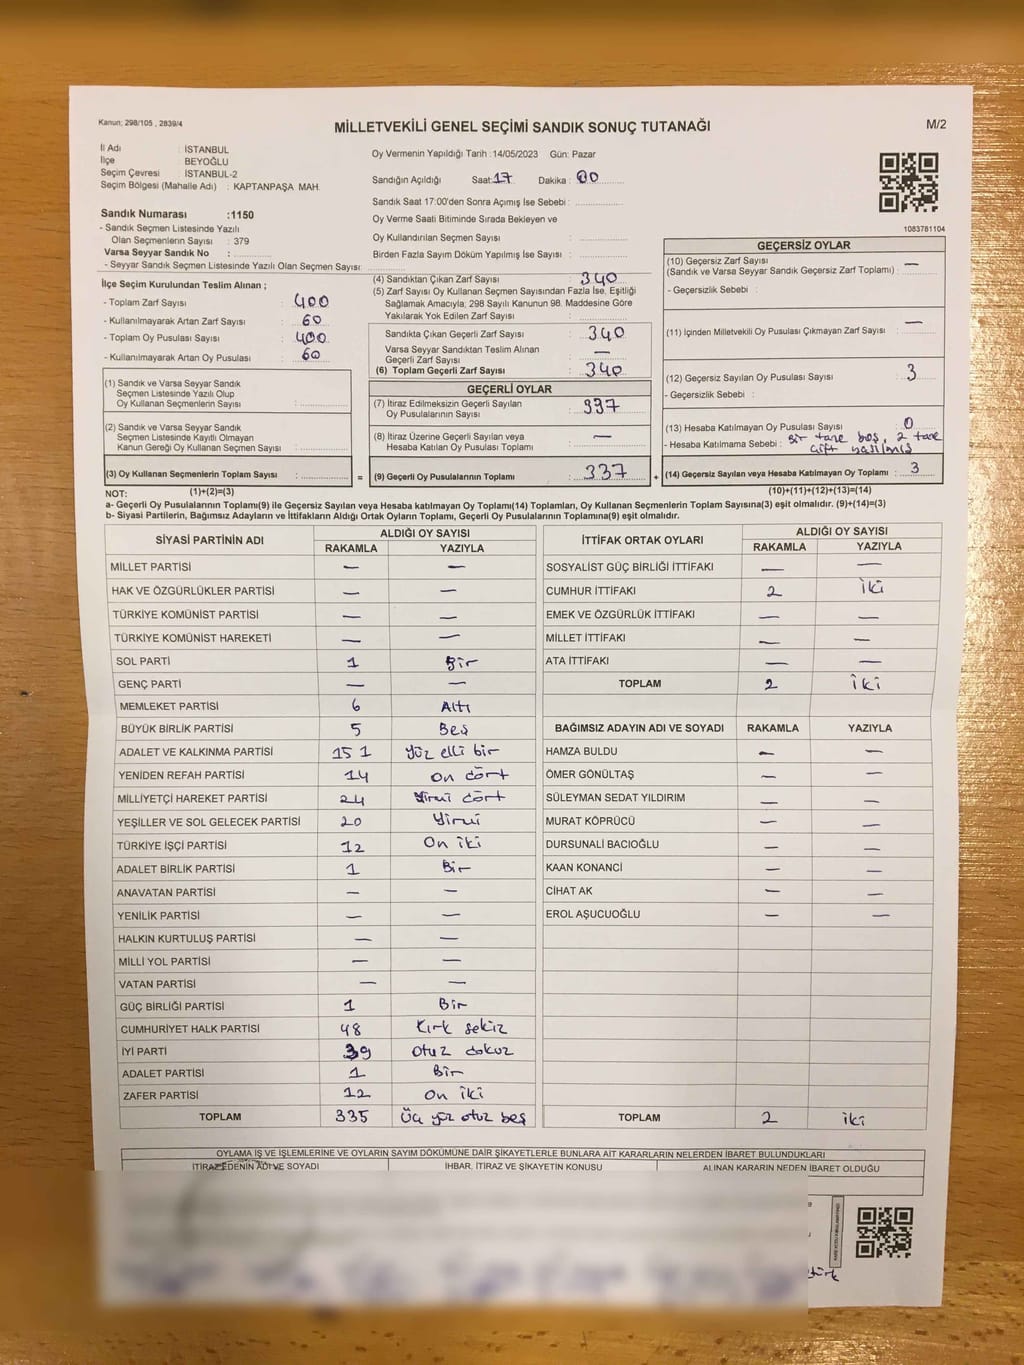 Kanun; 298/105 , 2839/4
MİLLETVEKİLİ GENEL SEÇİMİ SANDIK SONUÇ TUTANAĞI
M/2
İl Adı : İSTANBUL
İlçe : BEYOĞLU
Seçim Çevresi : İSTANBUL-2
Seçim Bölgesi (Mahalle Adı) : KAPTANPAŞA MAH.
Sandık Numarası :1150
- Sandık Seçmen Listesinde Yazılı
Olan Seçmenlerin Sayısı : 379
Varsa Seyyar Sandık No :
- Seyyar Sandık Seçmen Listesinde Yazılı Olan Seçmen Sayısı:
İlçe Seçim Kurulundan Teslim Alınan ;
- Toplam Zarf Sayısı : 400
- Kullanılmayarak Artan Zarf Sayısı : 60
- Toplam Oy Pusulası Sayısı : 400
- Kullanılmayarak Artan Oy Pusulası : 60
(1) Sandık ve Varsa Seyyar Sandık
Seçmen Listesinde Yazılı Olup
Oy Kullanan Seçmenlerin Sayısı :
(2) Sandık ve Varsa Seyyar Sandık
Seçmen Listesinde Kayıtlı Olmayan
Kanun Gereği Oy Kullanan Seçmen Sayısı :
(3) Oy Kullanan Seçmenlerin Toplam Sayısı : =
Oy Vermenin Yapıldığı Tarih : 14/05/2023 Gün: Pazar
Sandığın Açıldığı Saat: 17 Dakika : 00
Sandık Saat 17:00'den Sonra Açımış İse Sebebi :
Oy Verme Saati Bitiminde Sırada Bekleyen ve
Oy Kullandırılan Seçmen Sayısı :
Birden Fazla Sayım Döküm Yapılmış İse Sayısı :
(4) Sandıktan Çıkan Zarf Sayısı : 340
(5) Zarf Sayısı Oy Kullanan Seçmen Sayısından Fazla İse, Eşitliği
Sağlamak Amacıyla; 298 Sayılı Kanunun 98. Maddesine Göre
Yakılarak Yok Edilen Zarf Sayısı :
Sandıkta Çıkan Geçerli Zarf Sayısı : 340
Varsa Seyyar Sandıktan Teslim Alınan
Geçerli Zarf Sayısı : —
(6) Toplam Geçerli Zarf Sayısı : 340
GEÇERLİ OYLAR
(7) İtiraz Edilmeksizin Geçerli Sayılan
Oy Pusulalarının Sayısı : 337
(8) İtiraz Üzerine Geçerli Sayılan veya
Hesaba Katılan Oy Pusulası Toplamı : —
(9) Geçerli Oy Pusulalarının Toplamı : 337 +
1083781104
GEÇERSİZ OYLAR
(10) Geçersiz Zarf Sayısı
(Sandık ve Varsa Seyyar Sandık Geçersiz Zarf Toplamı) : —
- Geçersizlik Sebebi :
(11) İçinden Milletvekili Oy Pusulası Çıkmayan Zarf Sayısı : —
(12) Geçersiz Sayılan Oy Pusulası Sayısı : 3
- Geçersizlik Sebebi :
(13) Hesaba Katılmayan Oy Pusulası Sayısı : 0
- Hesaba Katılmama Sebebi : Bir tane boş, 2 tane
çift
(14) Geçersiz Sayılan veya Hesaba Katılmayan Oy Toplamı : 3
NOT: (1)+(2)=(3) (10)+(11)+(12)+(13)=(14)
a- Geçerli Oy Pusulalarının Toplamı(9) ile Geçersiz Sayılan veya Hesaba katılmayan Oy Toplamı(14) Toplamları, Oy Kullanan Seçmenlerin Toplam Sayısına(3) eşit olmalıdır. (9)+(14)=(3)
b- Siyasi Partilerin, Bağımsız Adayların ve İttifakların Aldığı Ortak Oyların Toplamı, Geçerli Oy Pusulalarının Toplamına(9) eşit olmalıdır.
SİYASİ PARTİNİN ADI ALDIĞI OY SAYISI
RAKAMLA YAZIYLA
MİLLET PARTİSİ — —
HAK VE ÖZGÜRLÜKLER PARTİSİ — —
TÜRKİYE KOMÜNİST PARTİSİ — —
TÜRKİYE KOMÜNİST HAREKETİ — —
SOL PARTİ 1 Bir
GENÇ PARTİ — —
MEMLEKET PARTİSİ 6 Altı
BÜYÜK BİRLİK PARTİSİ 5 Beş
ADALET VE KALKINMA PARTİSİ 151 Yüz elli bir
YENİDEN REFAH PARTİSİ 14 On dört
MİLLİYETÇİ HAREKET PARTİSİ 24 Yirmi dört
YEŞİLLER VE SOL GELECEK PARTİSİ 20 Yirmi
TÜRKİYE İŞÇİ PARTİSİ 12 On iki
ADALET BİRLİK PARTİSİ 1 Bir
ANAVATAN PARTİSİ — —
YENİLİK PARTİSİ — —
HALKIN KURTULUŞ PARTİSİ — —
MİLLİ YOL PARTİSİ — —
VATAN PARTİSİ — —
GÜÇ BİRLİĞİ PARTİSİ 1 Bir
CUMHURİYET HALK PARTİSİ 48 Kırk sekiz
İYİ PARTİ 39 Otuz dokuz
ADALET PARTİSİ 1 Bir
ZAFER PARTİSİ 12 On iki
TOPLAM 335 Üç yüz otuz beş
İTTİFAK ORTAK OYLARI ALDIĞI OY SAYISI
RAKAMLA YAZIYLA
SOSYALİST GÜÇ BİRLİĞİ İTTİFAKI — —
CUMHUR İTTİFAKI 2 İki
EMEK VE ÖZGÜRLÜK İTTİFAKI — —
MİLLET İTTİFAKI — —
ATA İTTİFAKI — —
TOPLAM 2 İki
BAĞIMSIZ ADAYIN ADI VE SOYADI RAKAMLA YAZIYLA
HAMZA BULDU — —
ÖMER GÖNÜLTAŞ — —
SÜLEYMAN SEDAT YILDIRIM — —
MURAT KÖPRÜCÜ — —
DURSUNALİ BACIOĞLU — —
KAAN KONANCİ — —
CİHAT AK — —
EROL AŞUCUOĞLU — —
TOPLAM 2 iki
OYLAMA İŞ VE İŞLEMLERİNE VE OYLARIN SAYIM DÖKÜMÜNE DAİR ŞİKAYETLERLE BUNLARA AİT KARARLARIN NELERDEN İBARET BULUNDUKLARI
İTİRAZ EDENİN ADI VE SOYADI İHBAR, İTİRAZ VE ŞİKAYETİN KONUSU ALINAN KARARIN NEDEN İBARET OLDUĞU